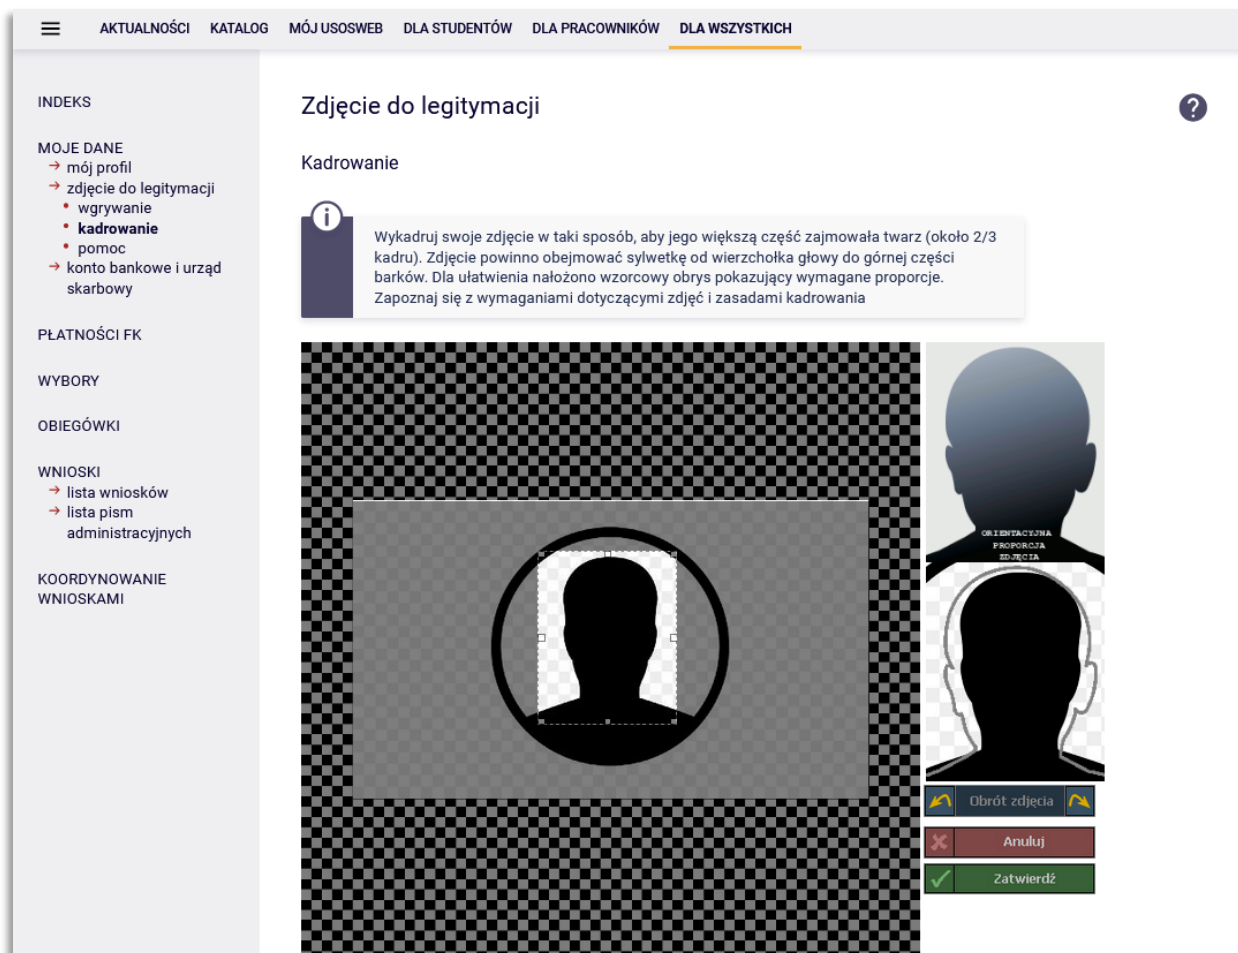 AKTUALNOŚCI KATALOG MÓJ USOSWEB DLA STUDENTÓW DLA PRACOWNIKÓW DLA WSZYSTKICH
INDEKS
MOJE DANE
mój profil
zdjęcie do legitymacji
wgrywanie
kadrowanie
pomoc
konto bankowe i urząd
skarbowy
PŁATNOŚCI FK
WYBORY
OBIEGÓWKI
WNIOSKI
lista wniosków
lista pism
administracyjnych
KOORDYNOWANIE
WNIOSKAMI
Zdjęcie do legitymacji
?
Kadrowanie
i
Wykadruj swoje zdjęcie w taki sposób, aby jego większą część zajmowała twarz (około 2/3
kadru). Zdjęcie powinno obejmować sylwetkę od wierzchołka głowy do górnej części
barków. Dla ułatwienia nałożono wzorcowy obrys pokazujący wymagane proporcje.
Zapoznaj się z wymaganiami dotyczącymi zdjęć i zasadami kadrowania
ORIENTACYJNA
PROPORCJA
ZDJĘCIA
Obrót zdjęcia
Anuluj
Zatwierdź